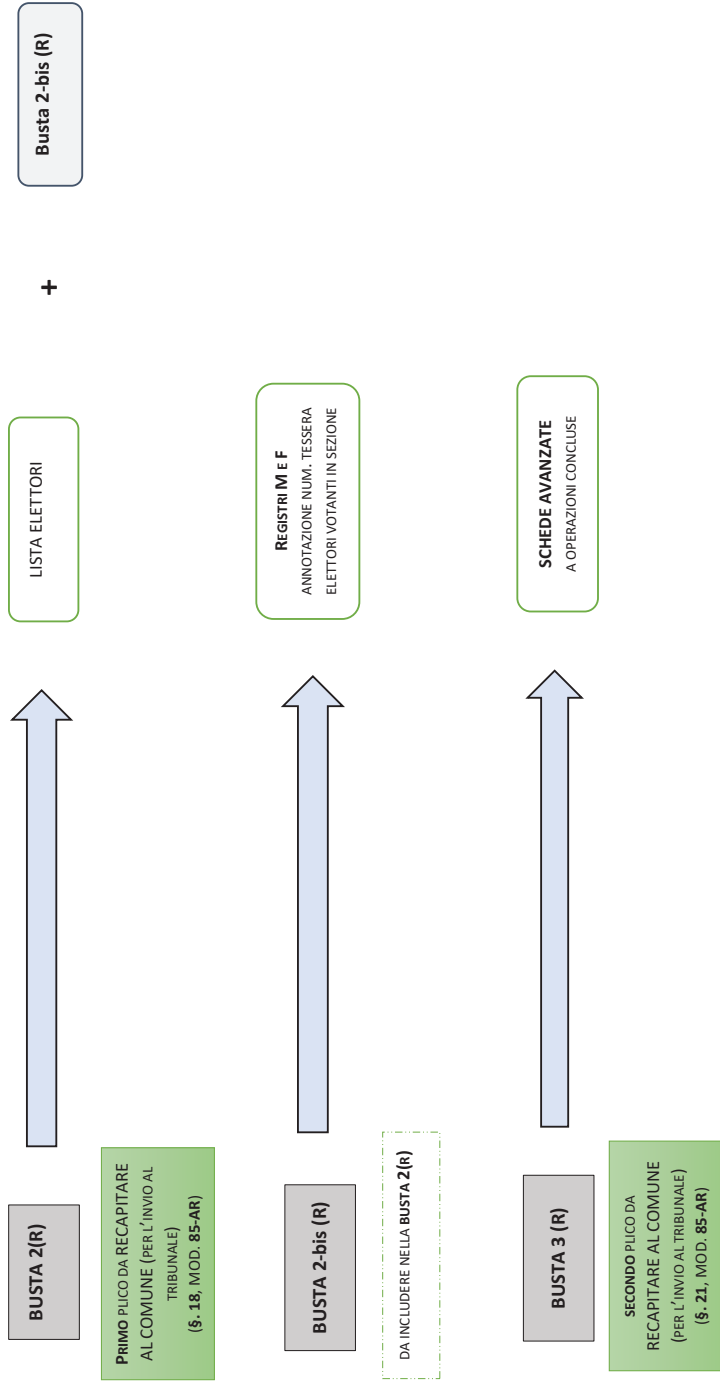 BUSTA 2(R)
PRIMO PLICO DA RECAPITARE
AL COMUNE (PER L'INVIO AL
TRIBUNALE)
(§. 18, MOD. 85-AR)
LISTA ELETTORI
+
Busta 2-bis (R)
BUSTA 2-bis (R)
DA INCLUDERE NELLA BUSTA 2(R)
REGISTRI M E F
ANNOTAZIONE NUM. TESSERA
ELETTORI VOTANTI IN SEZIONE
BUSTA 3 (R)
SECONDO PLICO DA
RECAPITARE AL COMUNE
(PER L'INVIO AL TRIBUNALE)
(§. 21, MOD. 85-AR)
SCHEDE AVANZATE
A OPERAZIONI CONCLUSE